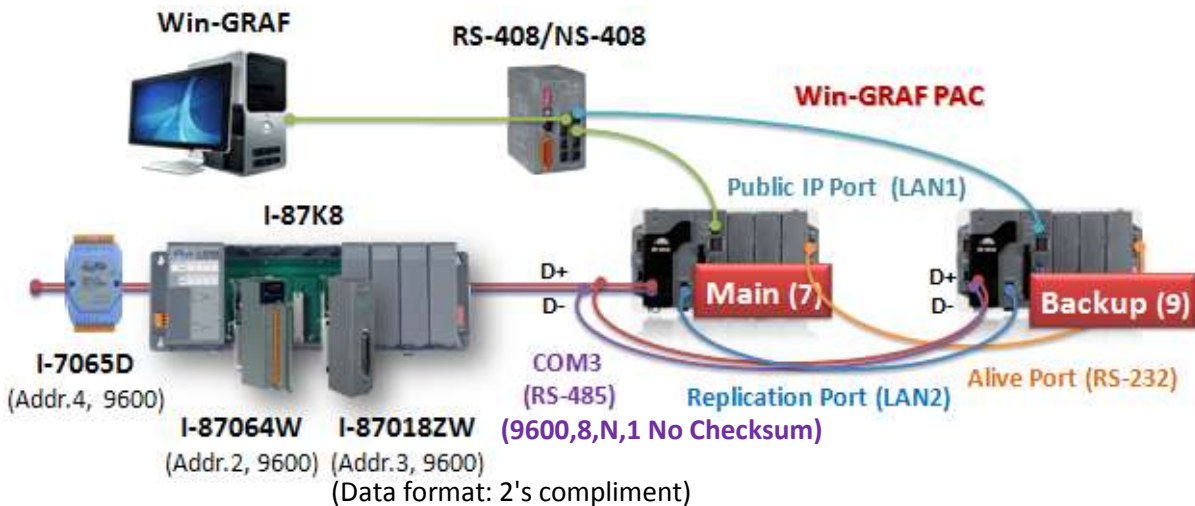 Win-GRAF
RS-408/NS-408
Win-GRAF PAC
Public IP Port (LAN1)
I-87K8
D+
D-
Main (7)
D+
D-
Backup (9)
I-7065D
(Addr.4, 9600)
COM3
(RS-485)
Replication Port (LAN2)
Alive Port (RS-232)
I-87064W
(Addr.2, 9600)
I-87018ZW
(Addr.3, 9600)
(9600,8,N,1 No Checksum)
(Data format: 2's compliment)